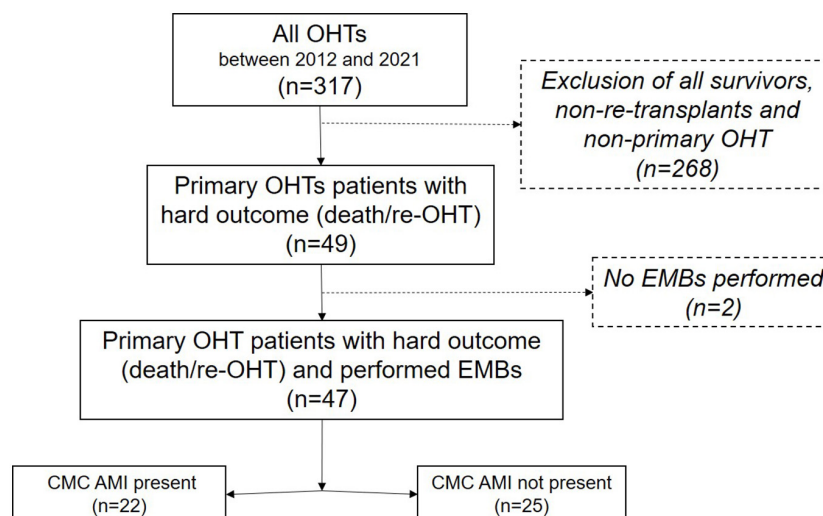 All OHTs
between 2012 and 2021
(n=317)
Exclusion of all survivors,
non-re-transplants and
non-primary OHT
(n=268)
Primary OHTs patients with
hard outcome (death/re-OHT)
(n=49)
No EMBs performed
(n=2)
Primary OHT patients with hard outcome
(death/re-OHT) and performed EMBs
(n=47)
CMC AMI present
(n=22)
CMC AMI not present
(n=25)